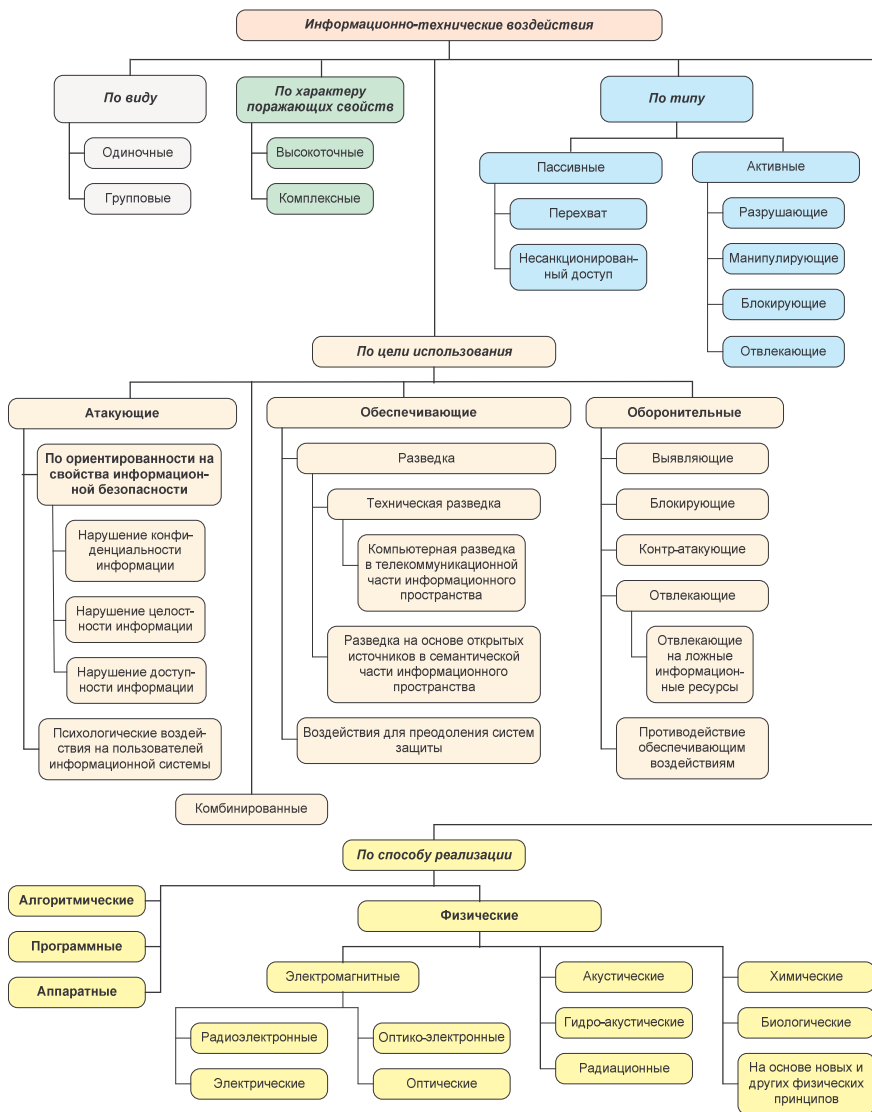 Информационно-технические воздействия
По виду
Одиночные
Групповые
По характеру
поражающих свойств
Высокоточные
Комплексные
По типу
Пассивные
Перехват
Несанкционирован-
ный доступ
Активные
Разрушающие
Манипулирующие
Блокирующие
Отвлекающие
По цели использования
Атакующие
По ориентированности на
свойства информацион-
ной безопасности
Нарушение конфи-
денциальности
информации
Нарушение целост-
ности информации
Нарушение доступ-
ности информации
Психологические воздей-
ствия на пользователей
информационной системы
Комбинированные
Обеспечивающие
Разведка
Техническая разведка
Компьютерная разведка
в телекоммуникационной
части информационного
пространства
Разведка на основе открытых
источников в семантической
части информационного
пространства
Воздействия для преодоления систем
защиты
Оборонительные
Выявляющие
Блокирующие
Контр-атакующие
Отвлекающие
Отвлекающие
на ложные
информацион-
ные ресурсы
Противодействие
обеспечивающим
воздействиям
По способу реализации
Алгоритмические
Программные
Аппаратные
Физические
Электромагнитные
Радиоэлектронные
Электрические
Оптико-электронные
Оптические
Акустические
Гидро-акустические
Радиационные
Химические
Биологические
На основе новых и
других физических
принципов